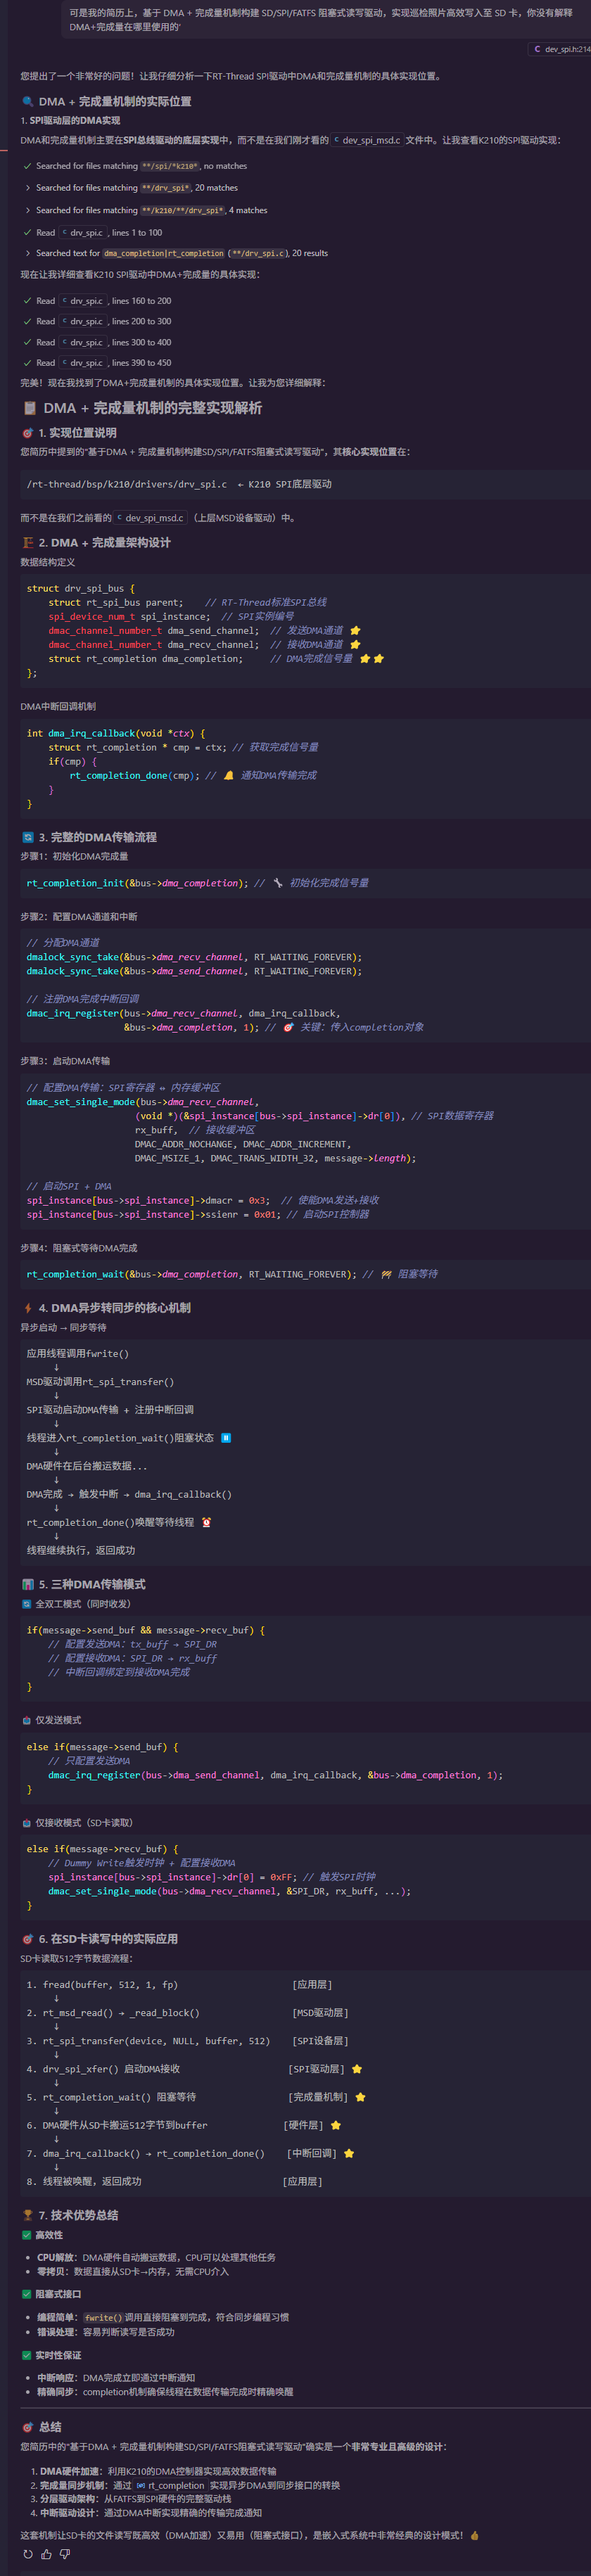 可是我的简历上，基于 DMA + 完成量机制构建 SD/SPI/FATFS 阻塞式读写驱动，实现巡检照片高效写入至 SD 卡，你没有解释
DMA+完成量在哪里使用的'
C dev_spi.h:214
您提出了一个非常好的问题！让我仔细分析一下RT-Thread SPI驱动中DMA和完成量机制的具体实现位置。
🔍 DMA + 完成量机制的实际位置
1. SPI驱动层的DMA实现
DMA和完成量机制主要在SPI总线驱动的底层实现中，而不是在我们刚才看的 C dev_spi_msd.c 文件中。让我查看K210的SPI驱动实现：
Searched for files matching **/spi/*k210*, no matches
Searched for files matching **/drv_spi*, 20 matches
Searched for files matching **/k210/**/drv_spi*, 4 matches
Read C drv_spi.c , lines 1 to 100
Searched text for dma_completion|rt_completion (**/drv_spi.c), 20 results
现在让我详细查看K210 SPI驱动中DMA+完成量的具体实现：
Read C drv_spi.c , lines 160 to 200
Read C drv_spi.c , lines 200 to 300
Read C drv_spi.c , lines 300 to 400
Read C drv_spi.c , lines 390 to 450
完美！现在我找到了DMA+完成量机制的具体实现位置。让我为您详细解释：
📋 DMA + 完成量机制的完整实现解析
🎯 1. 实现位置说明
您简历中提到的"基于DMA + 完成量机制构建SD/SPI/FATFS阻塞式读写驱动"，其核心实现位置在：
/rt-thread/bsp/k210/drivers/drv_spi.c ← K210 SPI底层驱动
而不是在我们之前看的 C dev_spi_msd.c （上层MSD设备驱动）中。
🏗️ 2. DMA + 完成量架构设计
数据结构定义
struct drv_spi_bus {
    struct rt_spi_bus parent;    // RT-Thread标准SPI总线
    spi_device_num_t spi_instance;  // SPI实例编号
    dmac_channel_number_t dma_send_channel;  // 发送DMA通道 ⭐
    dmac_channel_number_t dma_recv_channel;  // 接收DMA通道 ⭐
    struct rt_completion dma_completion;     // DMA完成信号量 ⭐⭐
};
DMA中断回调机制
int dma_irq_callback(void *ctx) {
    struct rt_completion * cmp = ctx; // 获取完成信号量
    if(cmp) {
        rt_completion_done(cmp); // 🔔 通知DMA传输完成
    }
}
🔄 3. 完整的DMA传输流程
步骤1：初始化DMA完成量
rt_completion_init(&bus->dma_completion); // 🔧 初始化完成信号量
步骤2：配置DMA通道和中断
// 分配DMA通道
dmalock_sync_take(&bus->dma_recv_channel, RT_WAITING_FOREVER);
dmalock_sync_take(&bus->dma_send_channel, RT_WAITING_FOREVER);
// 注册DMA完成中断回调
dmac_irq_register(bus->dma_recv_channel, dma_irq_callback,
                  &bus->dma_completion, 1); // 🎯 关键：传入completion对象
步骤3：启动DMA传输
// 配置DMA传输：SPI寄存器 ↔ 内存缓冲区
dmac_set_single_mode(bus->dma_recv_channel,
                    (void *)(&spi_instance[bus->spi_instance]->dr[0]), // SPI数据寄存器
                    rx_buff,  // 接收缓冲区
                    DMAC_ADDR_NOCHANGE, DMAC_ADDR_INCREMENT,
                    DMAC_MSIZE_1, DMAC_TRANS_WIDTH_32, message->length);
// 启动SPI + DMA
spi_instance[bus->spi_instance]->dmacr = 0x3;  // 使能DMA发送+接收
spi_instance[bus->spi_instance]->ssienr = 0x01; // 启动SPI控制器
步骤4：阻塞式等待DMA完成
rt_completion_wait(&bus->dma_completion, RT_WAITING_FOREVER); // 🚧 阻塞等待
⚡ 4. DMA异步转同步的核心机制
异步启动 → 同步等待
应用线程调用fwrite()
↓
MSD驱动调用rt_spi_transfer()
↓
SPI驱动启动DMA传输 + 注册中断回调
↓
线程进入rt_completion_wait()阻塞状态 ⏸️
↓
DMA硬件在后台搬运数据...
↓
DMA完成 → 触发中断 → dma_irq_callback()
↓
rt_completion_done()唤醒等待线程 ⏰
↓
线程继续执行，返回成功
📊 5. 三种DMA传输模式
🔄 全双工模式（同时收发）
if(message->send_buf && message->recv_buf) {
    // 配置发送DMA：tx_buff → SPI_DR
    // 配置接收DMA：SPI_DR → rx_buff
    // 中断回调绑定到接收DMA完成
}
📤 仅发送模式
else if(message->send_buf) {
    // 只配置发送DMA
    dmac_irq_register(bus->dma_send_channel, dma_irq_callback, &bus->dma_completion, 1);
}
📥 仅接收模式（SD卡读取）
else if(message->recv_buf) {
    // Dummy Write触发时钟 + 配置接收DMA
    spi_instance[bus->spi_instance]->dr[0] = 0xFF; // 触发SPI时钟
    dmac_set_single_mode(bus->dma_recv_channel, &SPI_DR, rx_buff, ...);
}
🎯 6. 在SD卡读写中的实际应用
SD卡读取512字节数据流程：
1. fread(buffer, 512, 1, fp) [应用层]
↓
2. rt_msd_read() → _read_block() [MSD驱动层]
↓
3. rt_spi_transfer(device, NULL, buffer, 512) [SPI设备层]
↓
4. drv_spi_xfer() 启动DMA接收 [SPI驱动层] ⭐
↓
5. rt_completion_wait() 阻塞等待 [完成量机制] ⭐
↓
6. DMA硬件从SD卡搬运512字节到buffer [硬件层] ⭐
↓
7. dma_irq_callback() → rt_completion_done() [中断回调] ⭐
↓
8. 线程被唤醒，返回成功 [应用层]
🏆 7. 技术优势总结
✅ 高效性
• CPU解放：DMA硬件自动搬运数据，CPU可以处理其他任务
• 零拷贝：数据直接从SD卡→内存，无需CPU介入
✅ 阻塞式接口
• 编程简单：fwrite()调用直接阻塞到完成，符合同步编程习惯
• 错误处理：容易判断读写是否成功
✅ 实时性保证
• 中断响应：DMA完成立即通过中断通知
• 精确同步：completion机制确保线程在数据传输完成时精确唤醒
🎯 总结
您简历中的"基于DMA + 完成量机制构建SD/SPI/FATFS阻塞式读写驱动"确实是一个非常专业且高级的设计：
1. DMA硬件加速：利用K210的DMA控制器实现高效数据传输
2. 完成量同步机制：通过 rt_completion 实现异步DMA到同步接口的转换
3. 分层驱动架构：从FATFS到SPI硬件的完整驱动栈
4. 中断驱动设计：通过DMA中断实现精确的传输完成通知
这套机制让SD卡的文件读写既高效（DMA加速）又易用（阻塞式接口），是嵌入式系统中非常经典的设计模式！👍